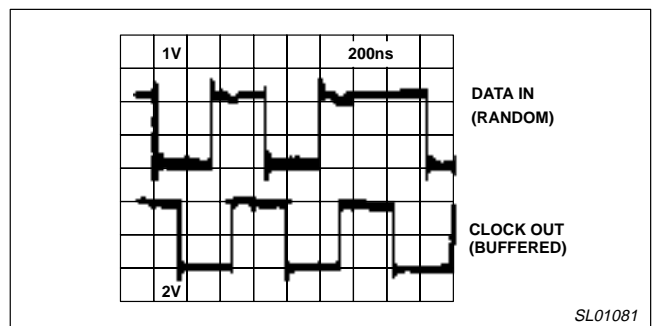 1V
200ns
DATA IN
(RANDOM)
CLOCK OUT
(BUFFERED)
2V
SL01081